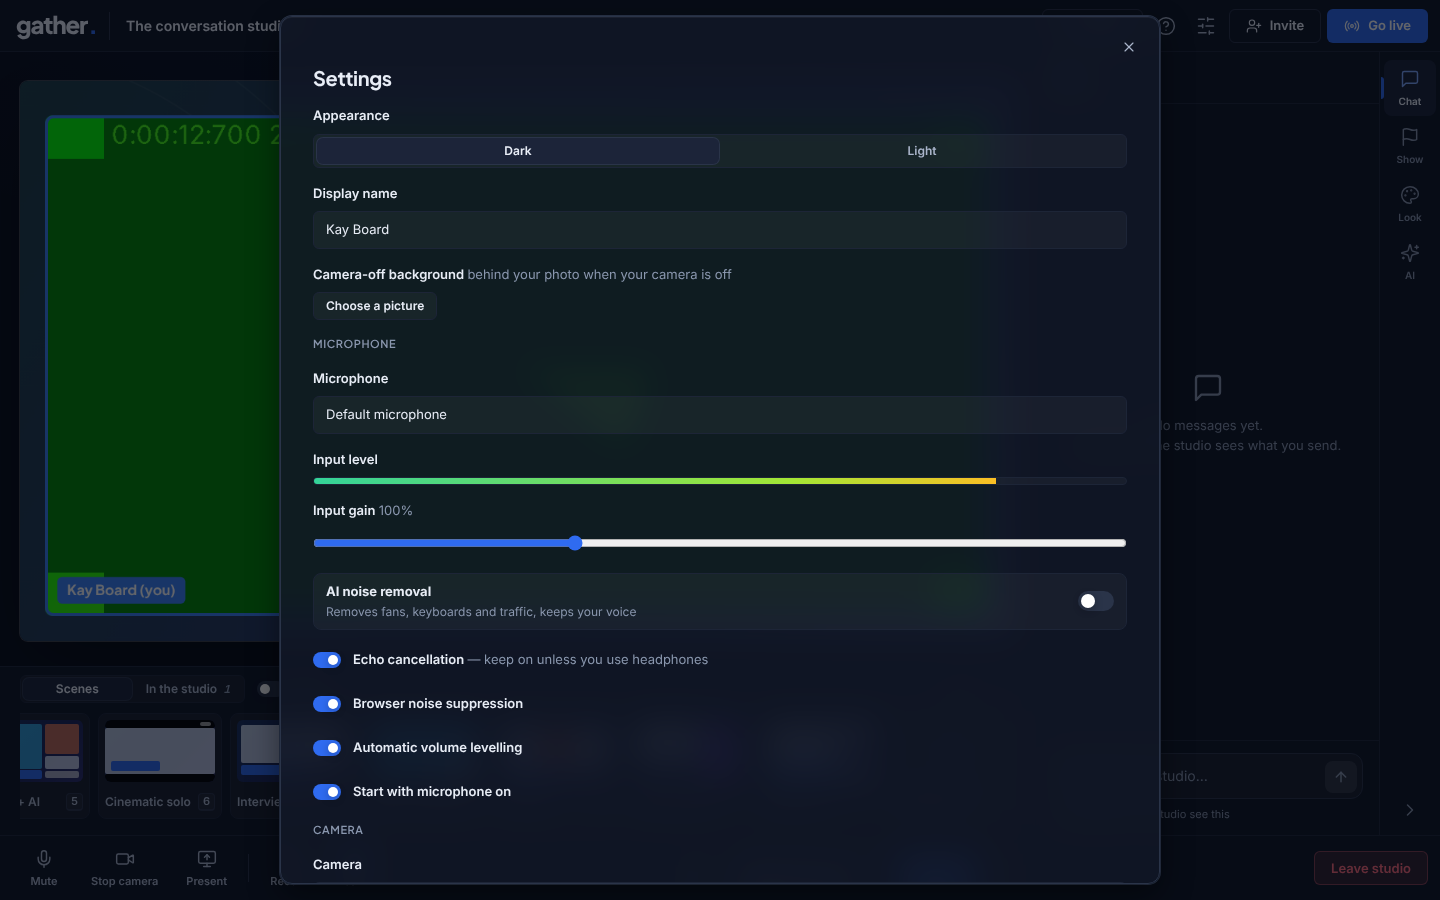 gather.
The conversation studi
Invite
Go live
0:00:12:700 2
Kay Board (you)
Settings
Appearance
Dark
Light
Display name
Kay Board
Camera-off background behind your photo when your camera is off
Choose a picture
MICROPHONE
Microphone
Default microphone
Input level
Input gain 100%
AI noise removal
Removes fans, keyboards and traffic, keeps your voice
Echo cancellation — keep on unless you use headphones
Browser noise suppression
Automatic volume levelling
Start with microphone on
CAMERA
Camera
Chat
Show
Look
AI
o messages yet.
e studio sees what you send.
tudio...
tudio see this
Scenes
In the studio 1
+ AI 5
Cinematic solo 6
Intervie
Mute
Stop camera
Present
Re
Leave studio